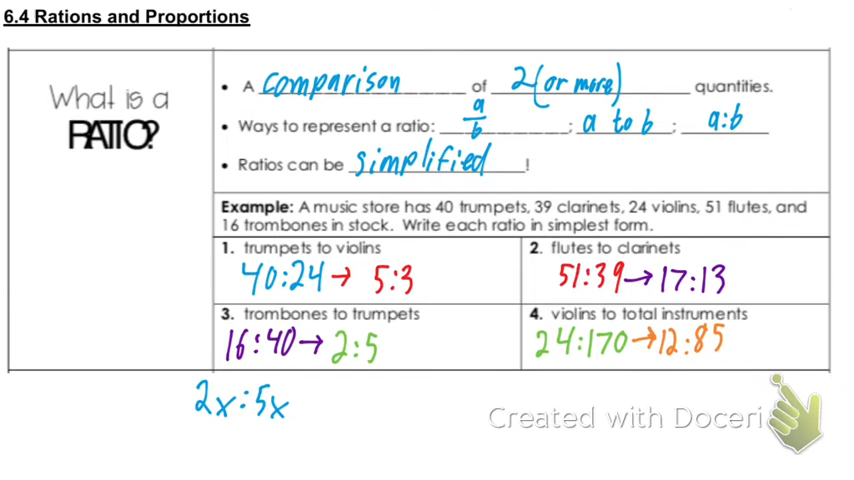 6.4 Rations and Proportions
What is a
RATIO?
• A comparison of 2 (or more) quantities.
• Ways to represent a ratio: a/b ; a to b ; a:b
• Ratios can be simplified !
Example: A music store has 40 trumpets, 39 clarinets, 24 violins, 51 flutes, and
16 trombones in stock. Write each ratio in simplest form.
1. trumpets to violins
40:24 → 5:3
2. flutes to clarinets
51:39 → 17:13
3. trombones to trumpets
16:40 → 2:5
4. violins to total instruments
24:170 → 12:85
2x:5x
Created with Doceri